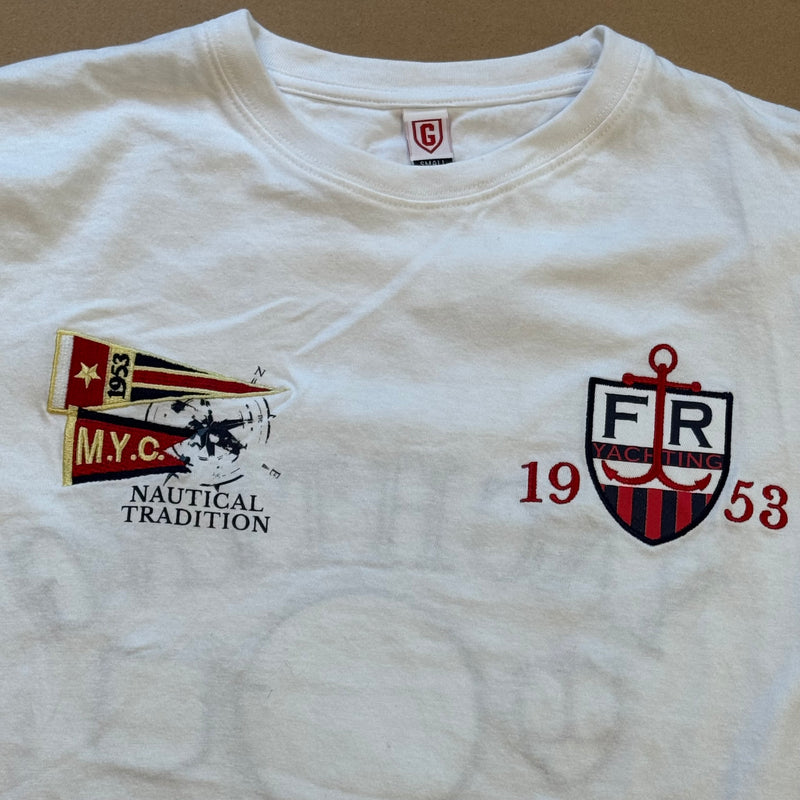 G
SMALL
1953
M.Y.C.
N
E
NAUTICAL
TRADITION
FR
YACHTING
19 53